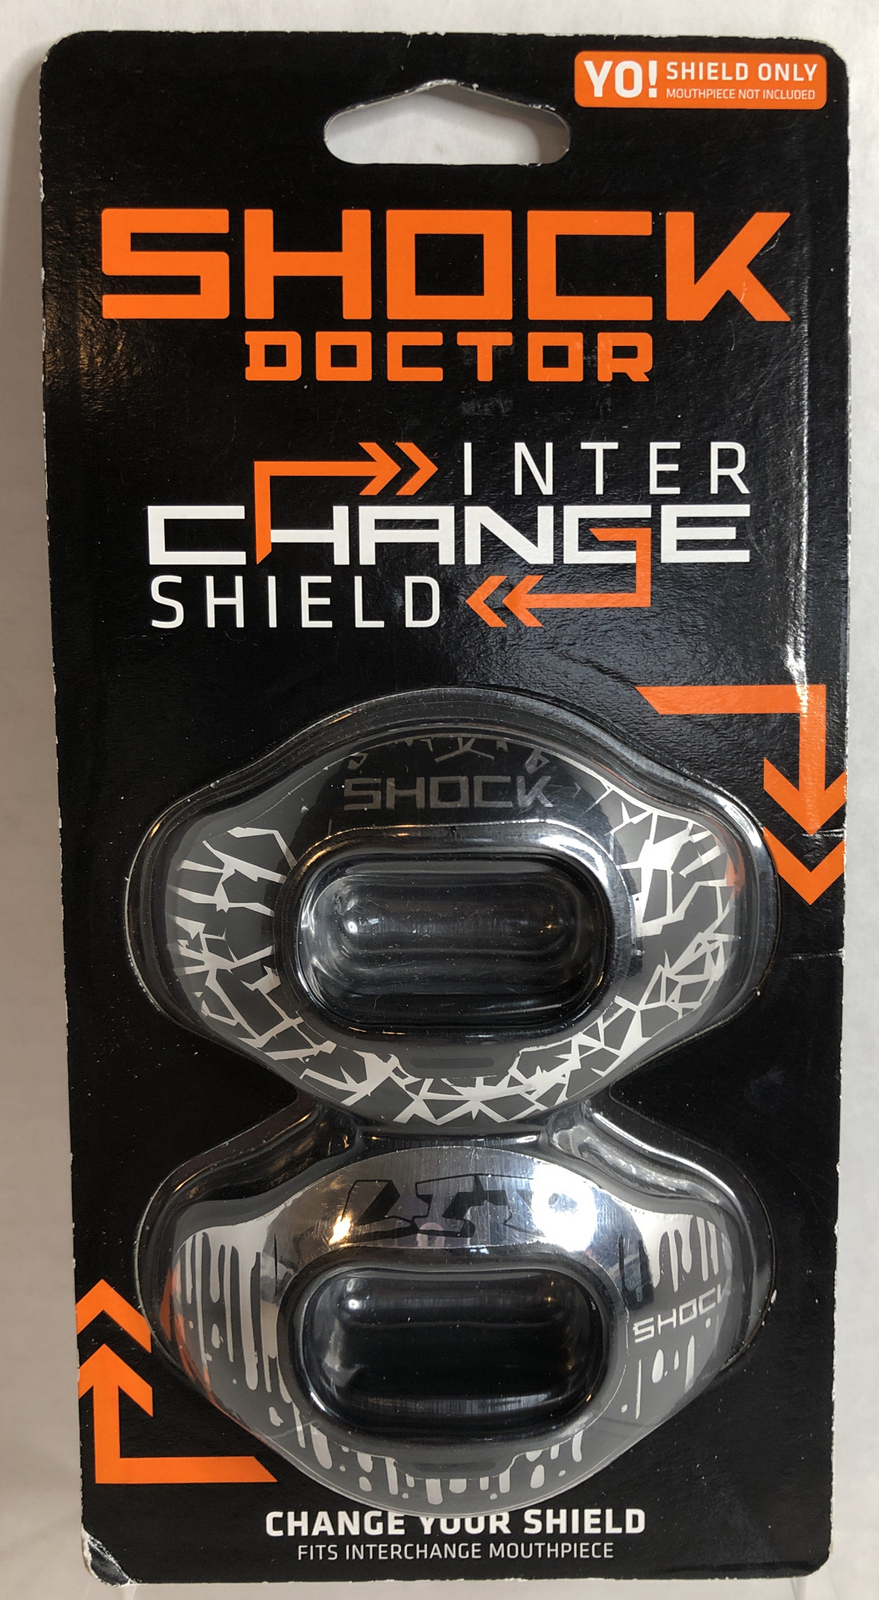 YO! SHIELD ONLY
MOUTHPIECE NOT INCLUDED
SHOCK
DOCTOR
INTER
CHANGE
SHIELD
SHOCK
SHOCK
CHANGE YOUR SHIELD
FITS INTERCHANGE MOUTHPIECE